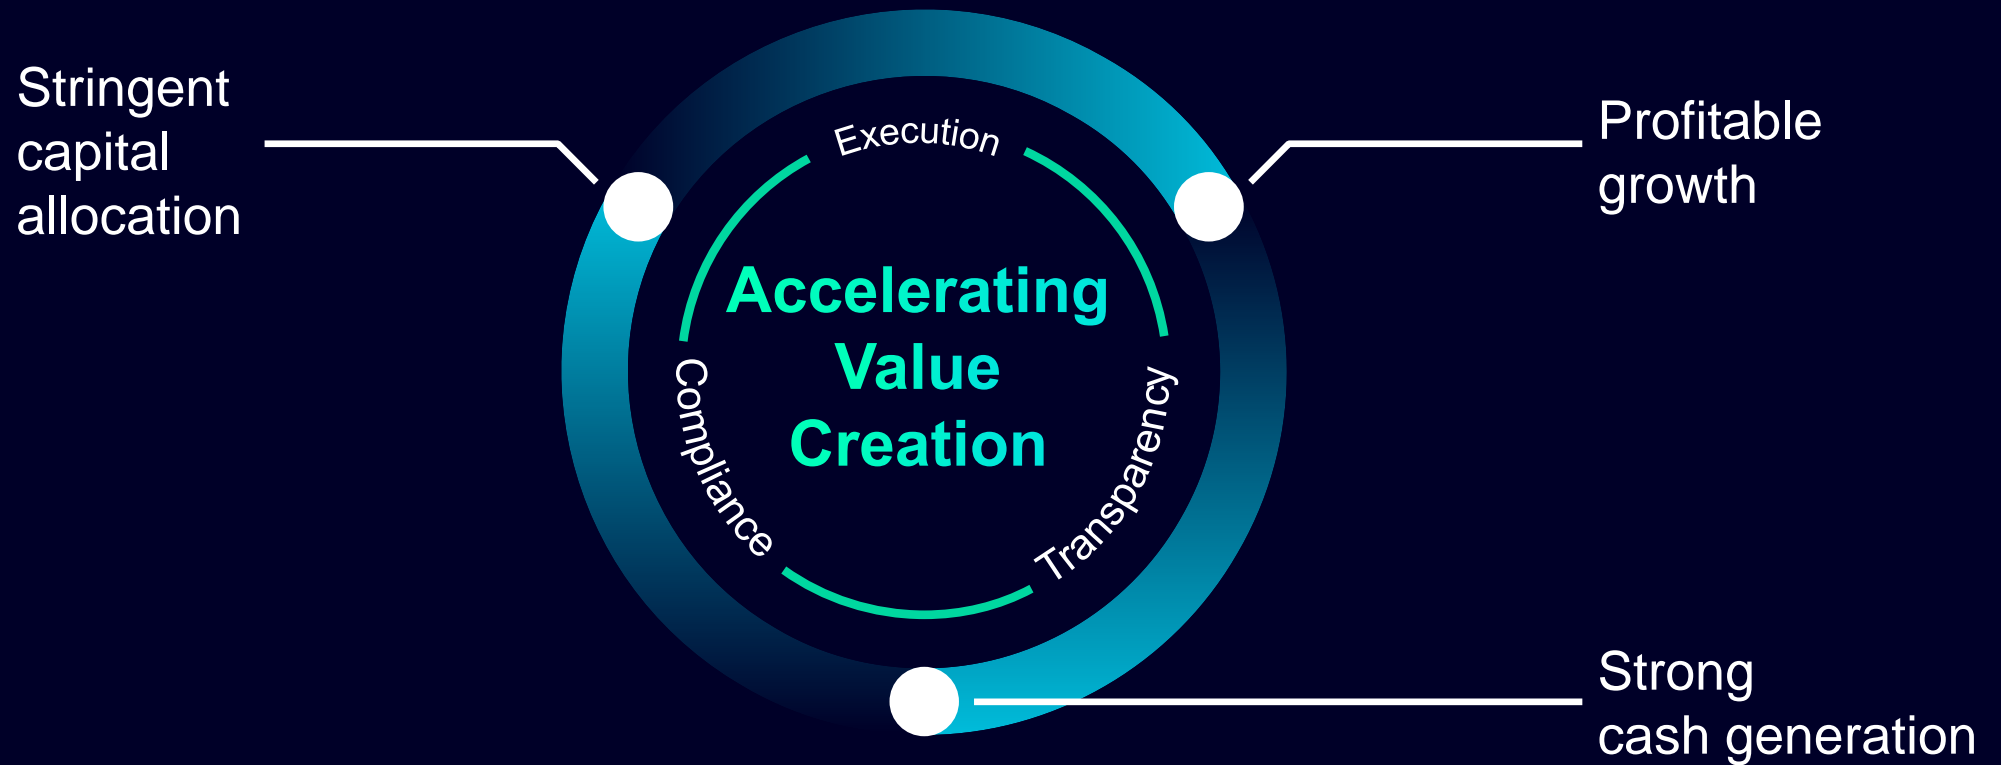 Stringent
capital
allocation
Execution
Profitable
growth
Accelerating
Value
Creation
Compliance
Transparency
Strong
cash generation